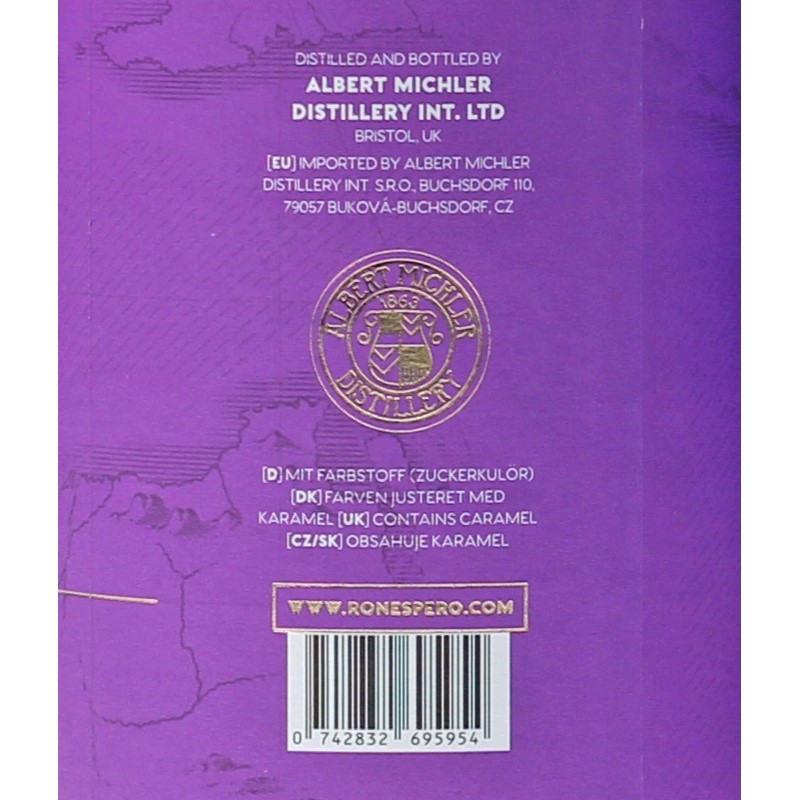 DISTILLED AND BOTTLED BY
ALBERT MICHLER
DISTILLERY INT. LTD
BRISTOL, UK
[EU] IMPORTED BY ALBERT MICHLER
DISTILLERY INT. S.R.O., BUCHSDORF 110,
79057 BUKOVÁ-BUCHSDORF, CZ
ALBERT MICHLER
1863
DISTILLERY
[D] MIT FARBSTOFF (ZUCKERKULÖR)
[DK] FARVEN JUSTERET MED
KARAMEL [UK] CONTAINS CARAMEL
[CZ/SK] OBSAHUJE KARAMEL
WWW.RONESPERO.COM
0 742832 695954